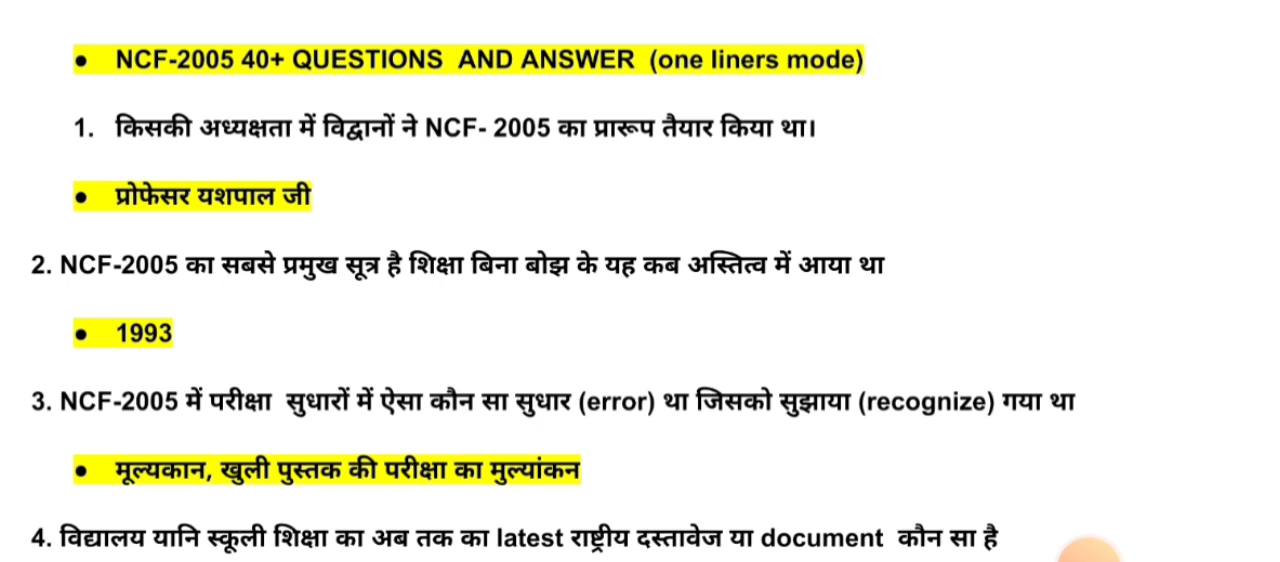 • NCF-2005 40+ QUESTIONS AND ANSWER (one liners mode)
1. किसकी अध्यक्षता में विद्वानों ने NCF- 2005 का प्रारूप तैयार किया था।
• प्रोफेसर यशपाल जी
2. NCF-2005 का सबसे प्रमुख सूत्र है शिक्षा बिना बोझ के यह कब अस्तित्व में आया था
• 1993
3. NCF-2005 में परीक्षा सुधारों में ऐसा कौन सा सुधार (error) था जिसको सुझाया (recognize) गया था
• मूल्यकान, खुली पुस्तक की परीक्षा का मुल्यांकन
4. विद्यालय यानि स्कूली शिक्षा का अब तक का latest राष्ट्रीय दस्तावेज या document कौन सा है